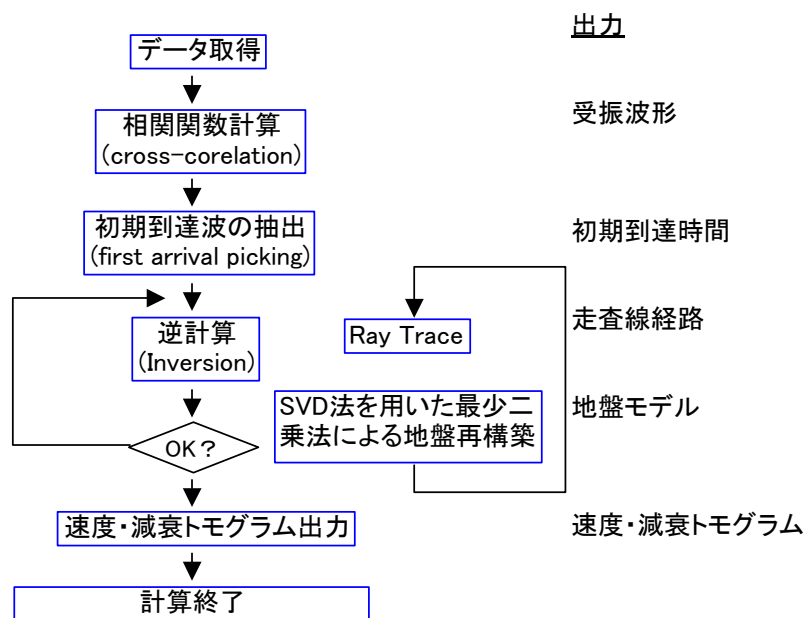 出力
データ取得
相関関数計算
(cross-corelation)
受振波形
初期到達波の抽出
(first arrival picking)
初期到達時間
逆計算
(Inversion)
Ray Trace
走査線経路
SVD法を用いた最少二
乗法による地盤再構築
地盤モデル
OK?
速度・減衰トモグラム出力
速度・減衰トモグラム
計算終了